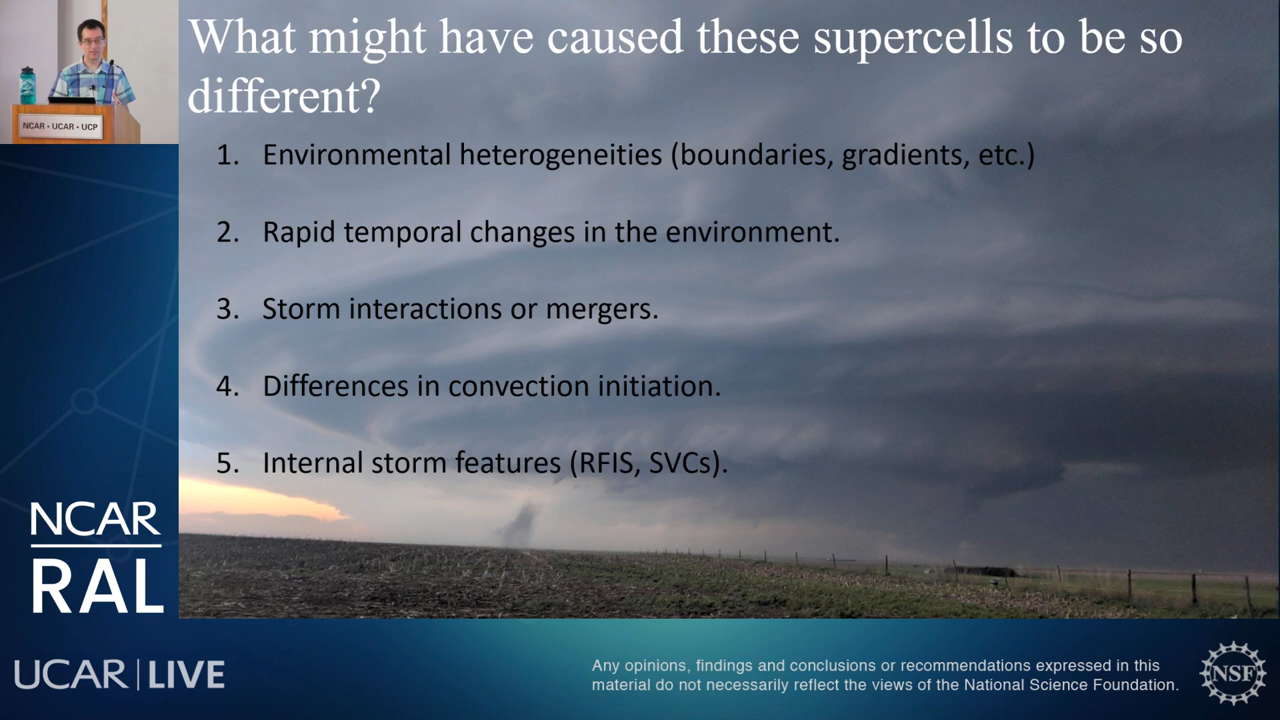 What might have caused these supercells to be so
different?
1. Environmental heterogeneities (boundaries, gradients, etc.)
2. Rapid temporal changes in the environment.
3. Storm interactions or mergers.
4. Differences in convection initiation.
5. Internal storm features (RFIS, SVCs).
NCAR • UCAR • UCP
NCAR
RAL
UCAR | LIVE
Any opinions, findings and conclusions or recommendations expressed in this
material do not necessarily reflect the views of the National Science Foundation.
NSF